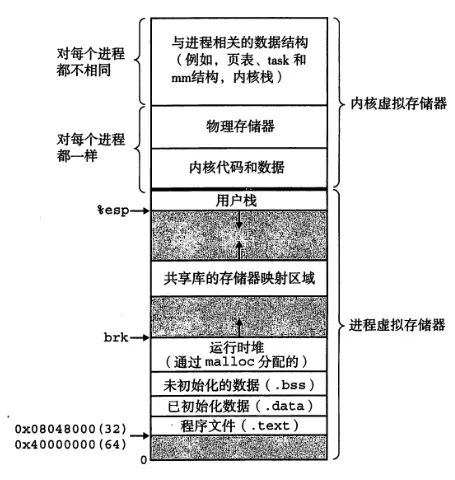 对每个进程
都不相同
与进程相关的数据结构
（例如，页表、task 和
mm结构，内核栈）
内核虚拟存储器
对每个进程
都一样
物理存储器
内核代码和数据
用户栈
%esp
共享库的存储器映射区域
进程虚拟存储器
brk
运行时堆
（通过 malloc 分配的）
未初始化的数据（.bss）
已初始化数据（.data）
程序文件（.text）
0x08048000(32)
0x40000000(64)
0